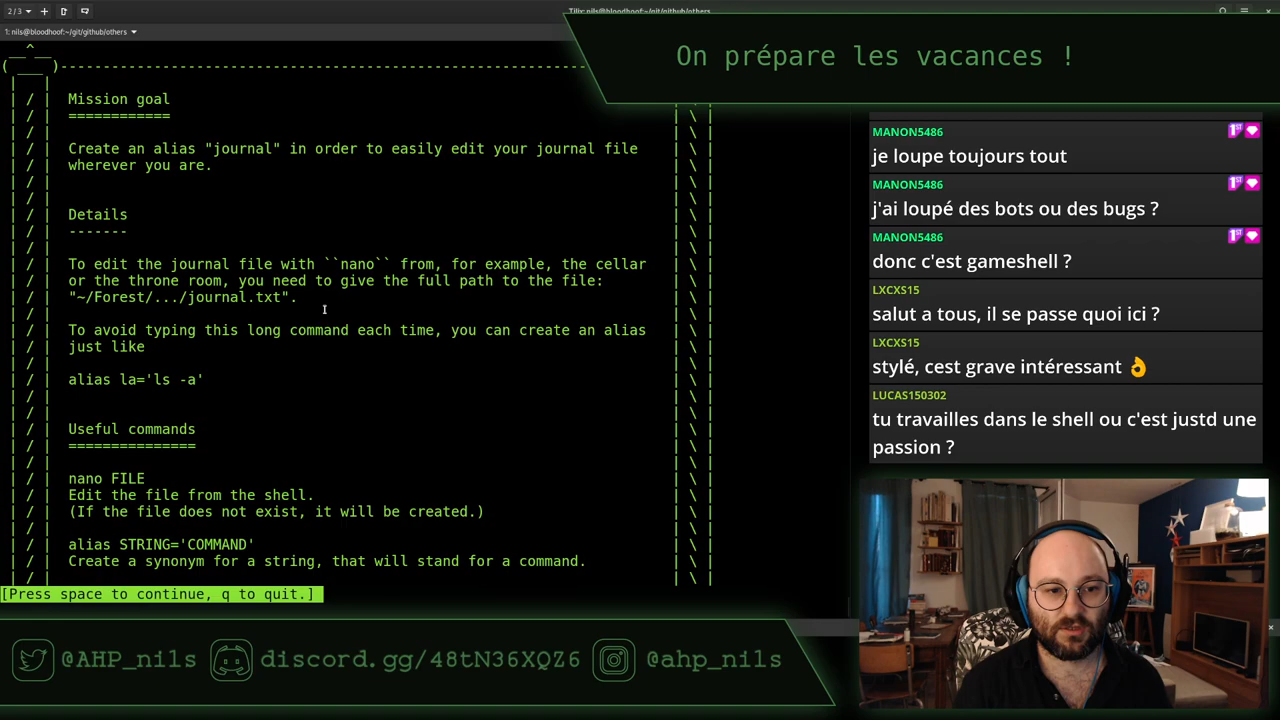 2 / 3
Tilix: nils@bloodhoof:~/git/github/others
1: nils@bloodhoof:~/git/github/others
On prépare les vacances !
Mission goal
============
Create an alias "journal" in order to easily edit your journal file
wherever you are.
Details
-------
To edit the journal file with ``nano`` from, for example, the cellar
or the throne room, you need to give the full path to the file:
"~/Forest/.../journal.txt".
To avoid typing this long command each time, you can create an alias
just like
alias la='ls -a'
Useful commands
===============
nano FILE
Edit the file from the shell.
(If the file does not exist, it will be created.)
alias STRING='COMMAND'
Create a synonym for a string, that will stand for a command.
[Press space to continue, q to quit.]
MANON5486
je loupe toujours tout
MANON5486
j'ai loupé des bots ou des bugs ?
MANON5486
donc c'est gameshell ?
LXCXS15
salut a tous, il se passe quoi ici ?
LXCXS15
stylé, cest grave intéressant 👌
LUCAS150302
tu travailles dans le shell ou c'est justd une
passion ?
@AHP_nils
discord.gg/48tN36XQZ6
@ahp_nils